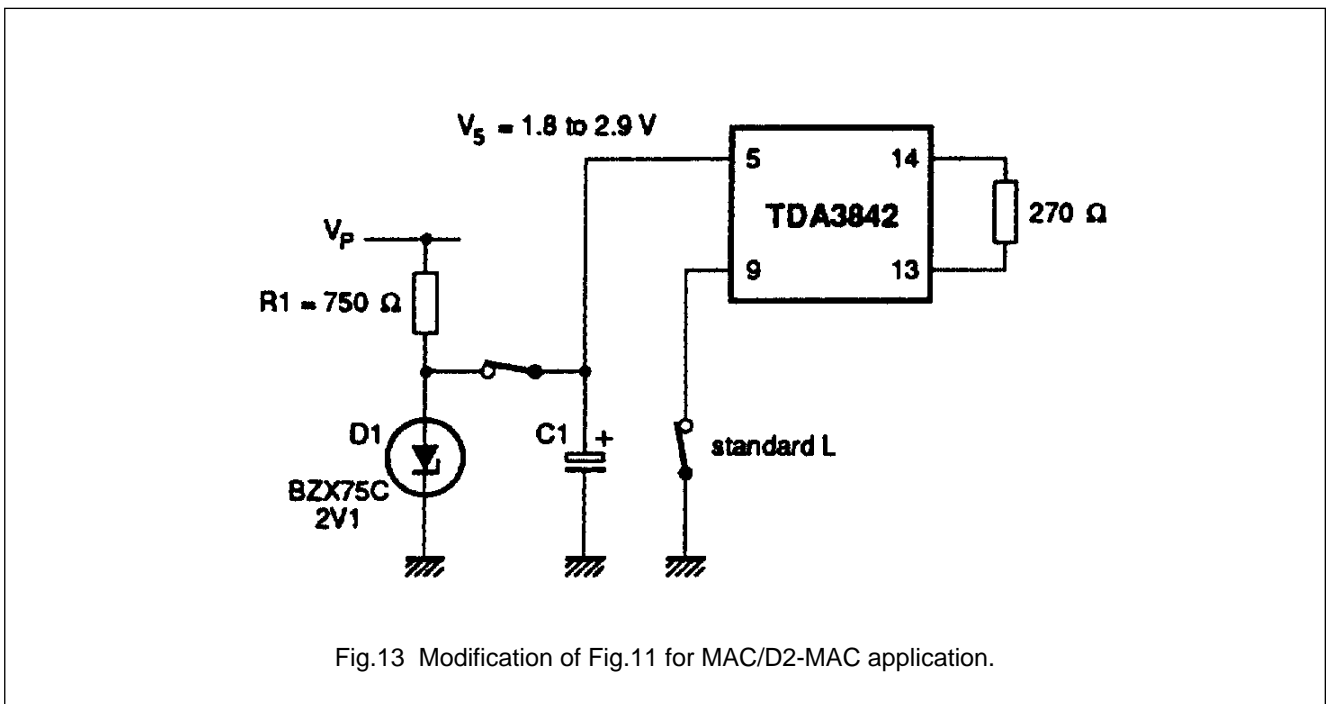 V5 = 1.8 to 2.9 V
5
14
TDA3842
270 Ω
9
13
VP
R1 = 750 Ω
D1
BZX75C
2V1
C1
+
standard L
Fig.13 Modification of Fig.11 for MAC/D2-MAC application.